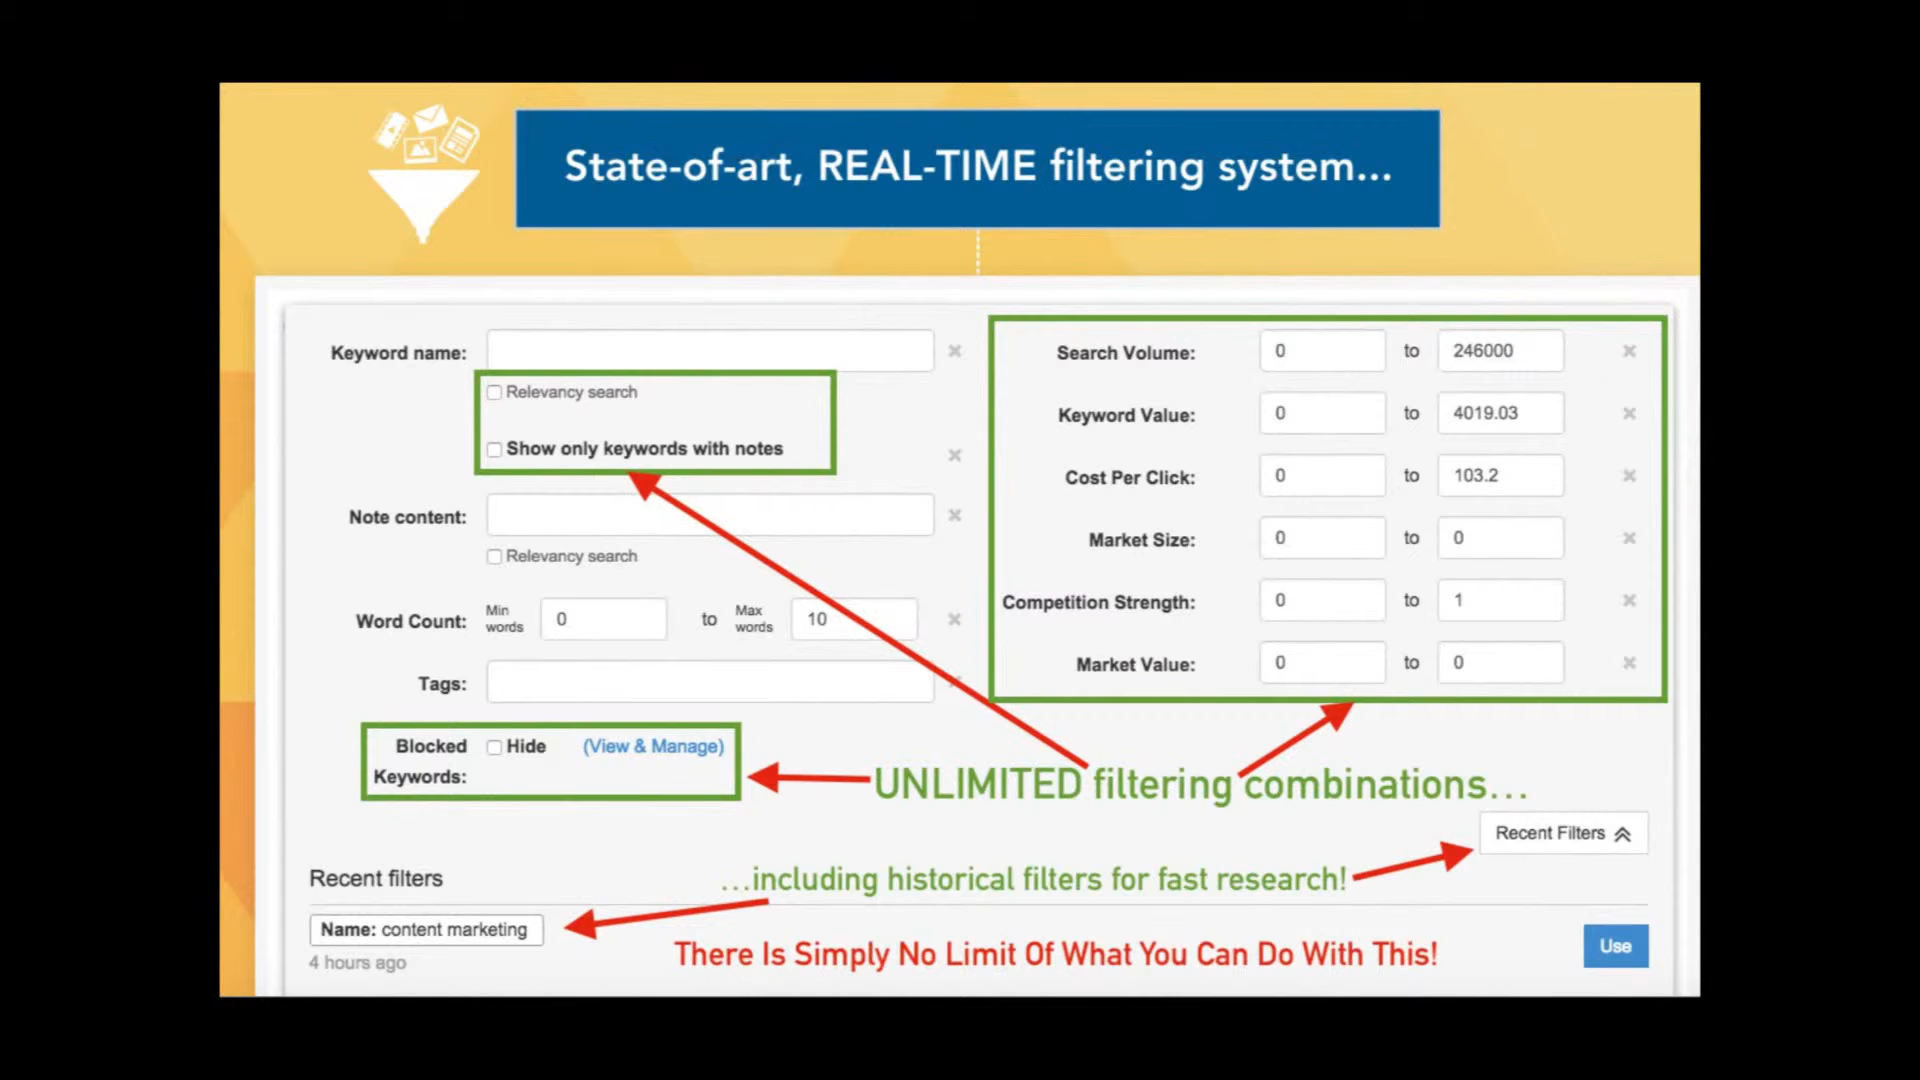 State-of-art, REAL-TIME filtering system...
Keyword name:
Relevancy search
Show only keywords with notes
Note content:
Relevancy search
Word Count: Min words 0 to Max words 10
Tags:
Blocked Keywords: Hide (View & Manage)
Search Volume: 0 to 246000
Keyword Value: 0 to 4019.03
Cost Per Click: 0 to 103.2
Market Size: 0 to 0
Competition Strength: 0 to 1
Market Value: 0 to 0
UNLIMITED filtering combinations...
Recent Filters
...including historical filters for fast research!
Recent filters
Name: content marketing
4 hours ago
There Is Simply No Limit Of What You Can Do With This!
Use